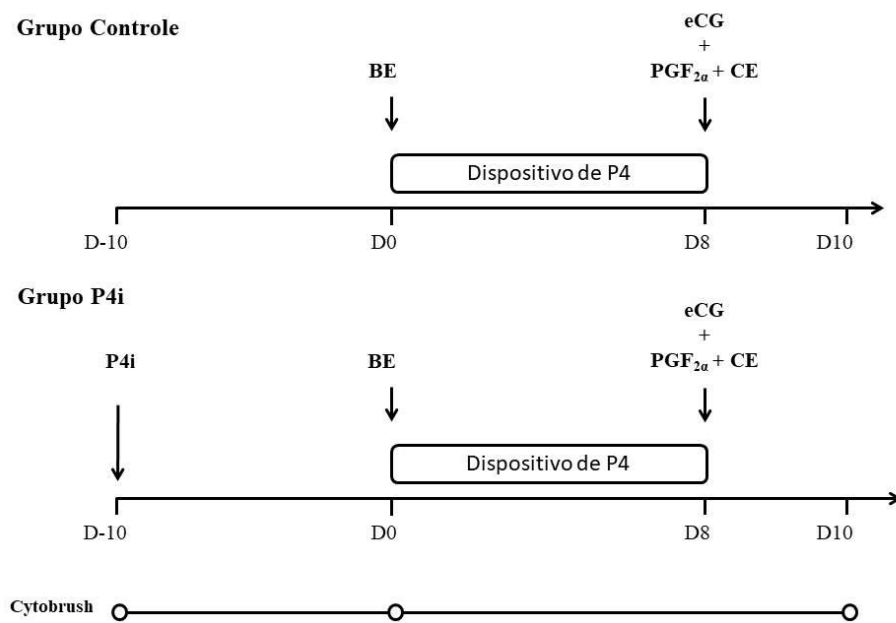 Grupo Controle
eCG
+
BE
PGF₂α + CE
Dispositivo de P4
D-10
D0
D8
D10
Grupo P4i
eCG
+
P4i
BE
PGF₂α + CE
Dispositivo de P4
D-10
D0
D8
D10
Cytobrush